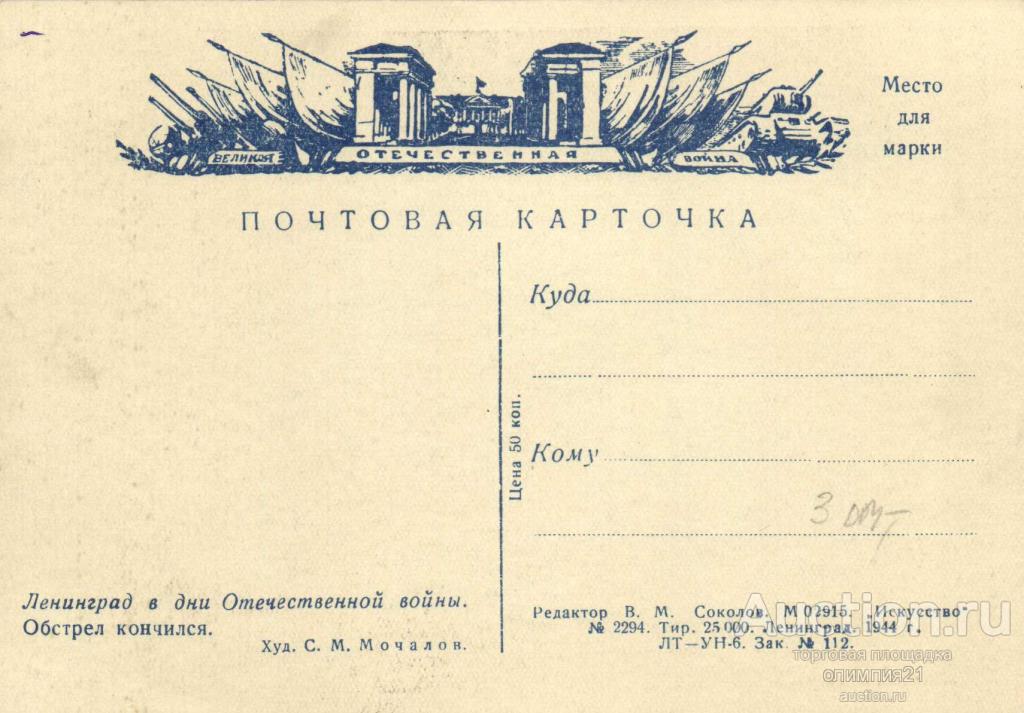 ВЕЛИКАЯ ОТЕЧЕСТВЕННАЯ ВОЙНА
Место
для
марки
ПОЧТОВАЯ КАРТОЧКА
Куда
Кому
Цена 50 коп.
Ленинград в дни Отечественной войны.
Обстрел кончился.
Худ. С. М. Мочалов.
Редактор В. М. Соколов. М 02915. „Искусство"
№ 2294. Тир. 25 000. Ленинград. 1944 г.
ЛТ—УН-6. Зак. № 112.
Auction.ru
торговая площадка
олимпия21
auction.ru